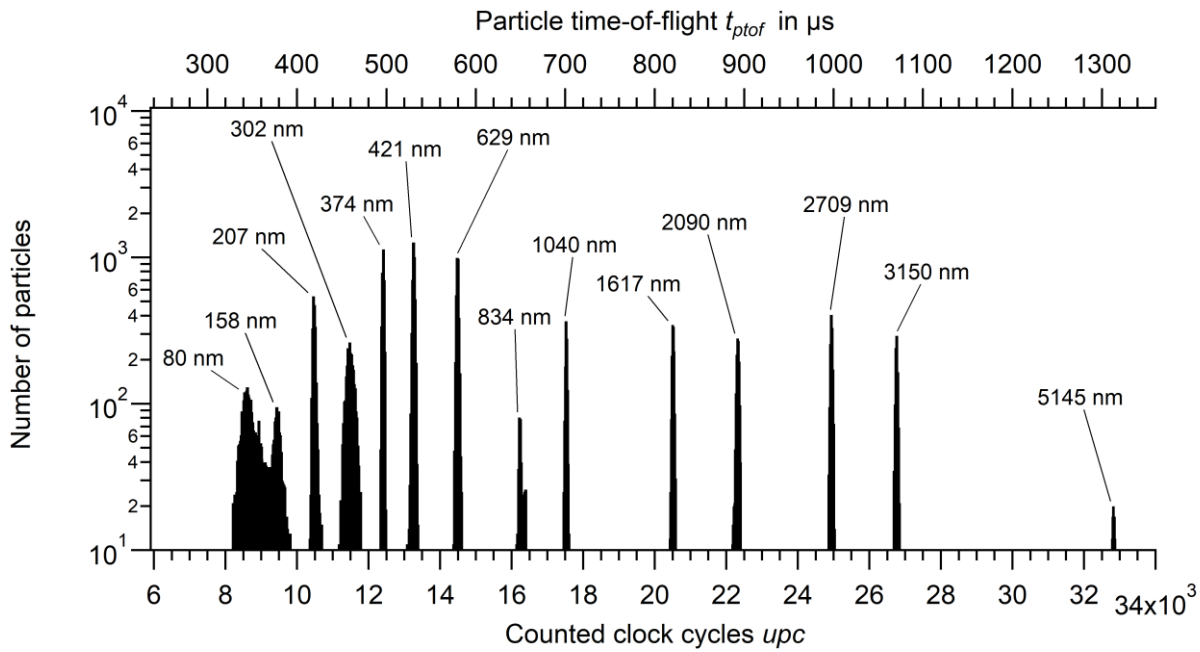 Particle time-of-flight t_ptof in µs
300 400 500 600 700 800 900 1000 1100 1200 1300
10^4
6
4
2
10^3
6
4
2
10^2
6
4
2
10^1
Number of particles
80 nm
158 nm
207 nm
302 nm
374 nm
421 nm
629 nm
834 nm
1040 nm
1617 nm
2090 nm
2709 nm
3150 nm
5145 nm
6 8 10 12 14 16 18 20 22 24 26 28 30 32 34x10^3
Counted clock cycles upc